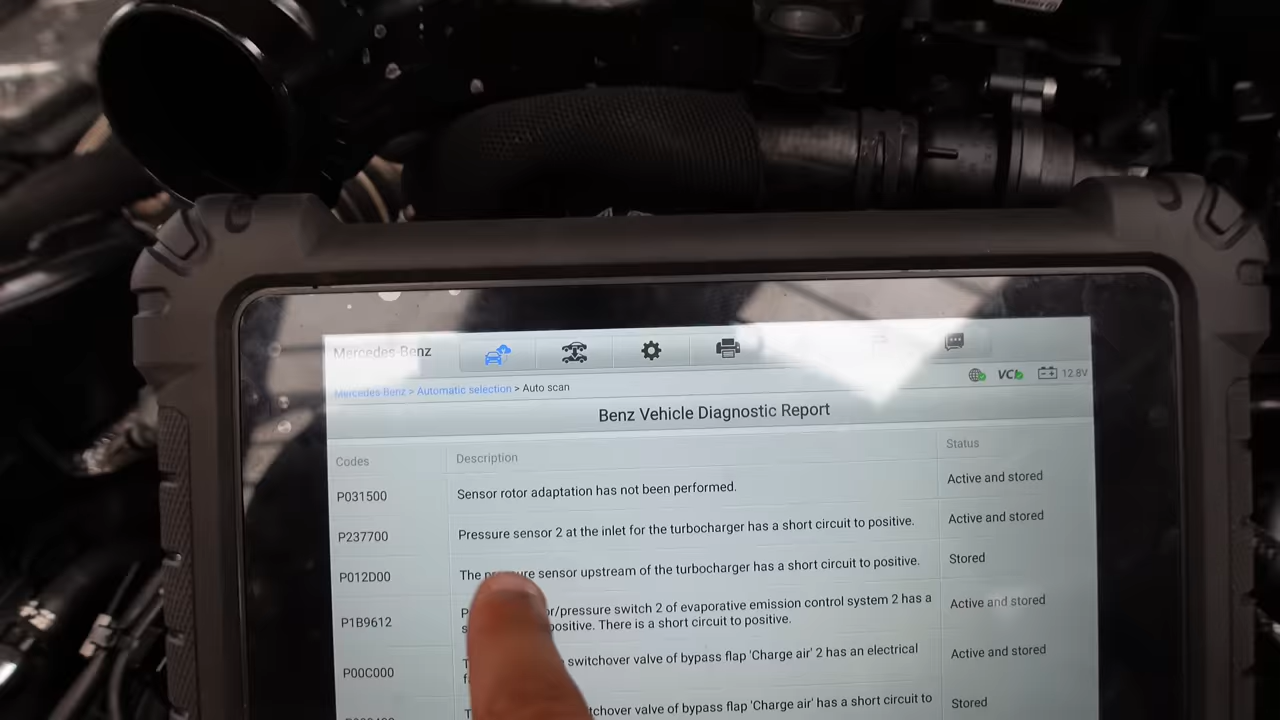 Mercedes-Benz
Mercedes-Benz > Automatic selection > Auto scan
VCI
12.8V
Benz Vehicle Diagnostic Report
Codes Description Status
P031500 Sensor rotor adaptation has not been performed. Active and stored
P237700 Pressure sensor 2 at the inlet for the turbocharger has a short circuit to positive. Active and stored
P012D00 The pressure sensor upstream of the turbocharger has a short circuit to positive. Stored
P1B9612 or/pressure switch 2 of evaporative emission control system 2 has a Active and stored
positive. There is a short circuit to positive.
P00C000 switchover valve of bypass flap 'Charge air' 2 has an electrical Active and stored
tchover valve of bypass flap 'Charge air' has a short circuit to Stored